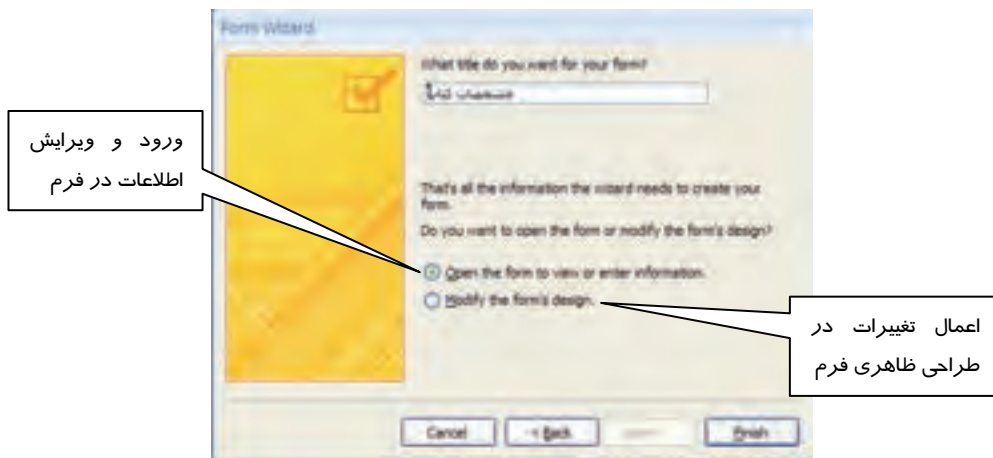 Form Wizard
What title do you want for your form?
مشخصات
ورود و ویرایش
اطلاعات در فرم
That's all the information the wizard needs to create your
form.
Do you want to open the form or modify the form's design?
Open the form to view or enter information.
Modify the form's design.
اعمال تغییرات در
طراحی ظاهری فرم
Cancel
< Back
Finish